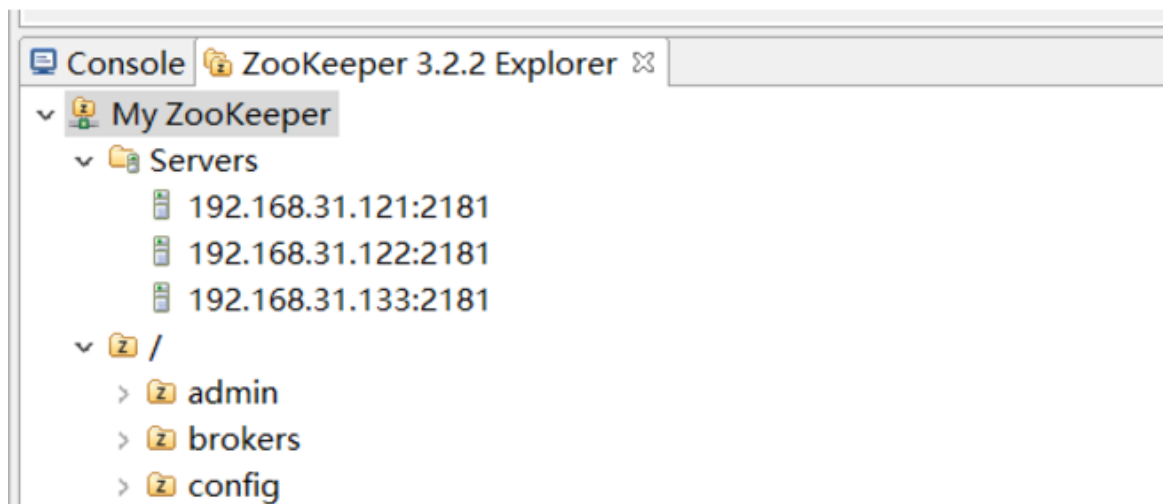 Console ZooKeeper 3.2.2 Explorer
My ZooKeeper
Servers
192.168.31.121:2181
192.168.31.122:2181
192.168.31.133:2181
/
admin
brokers
config